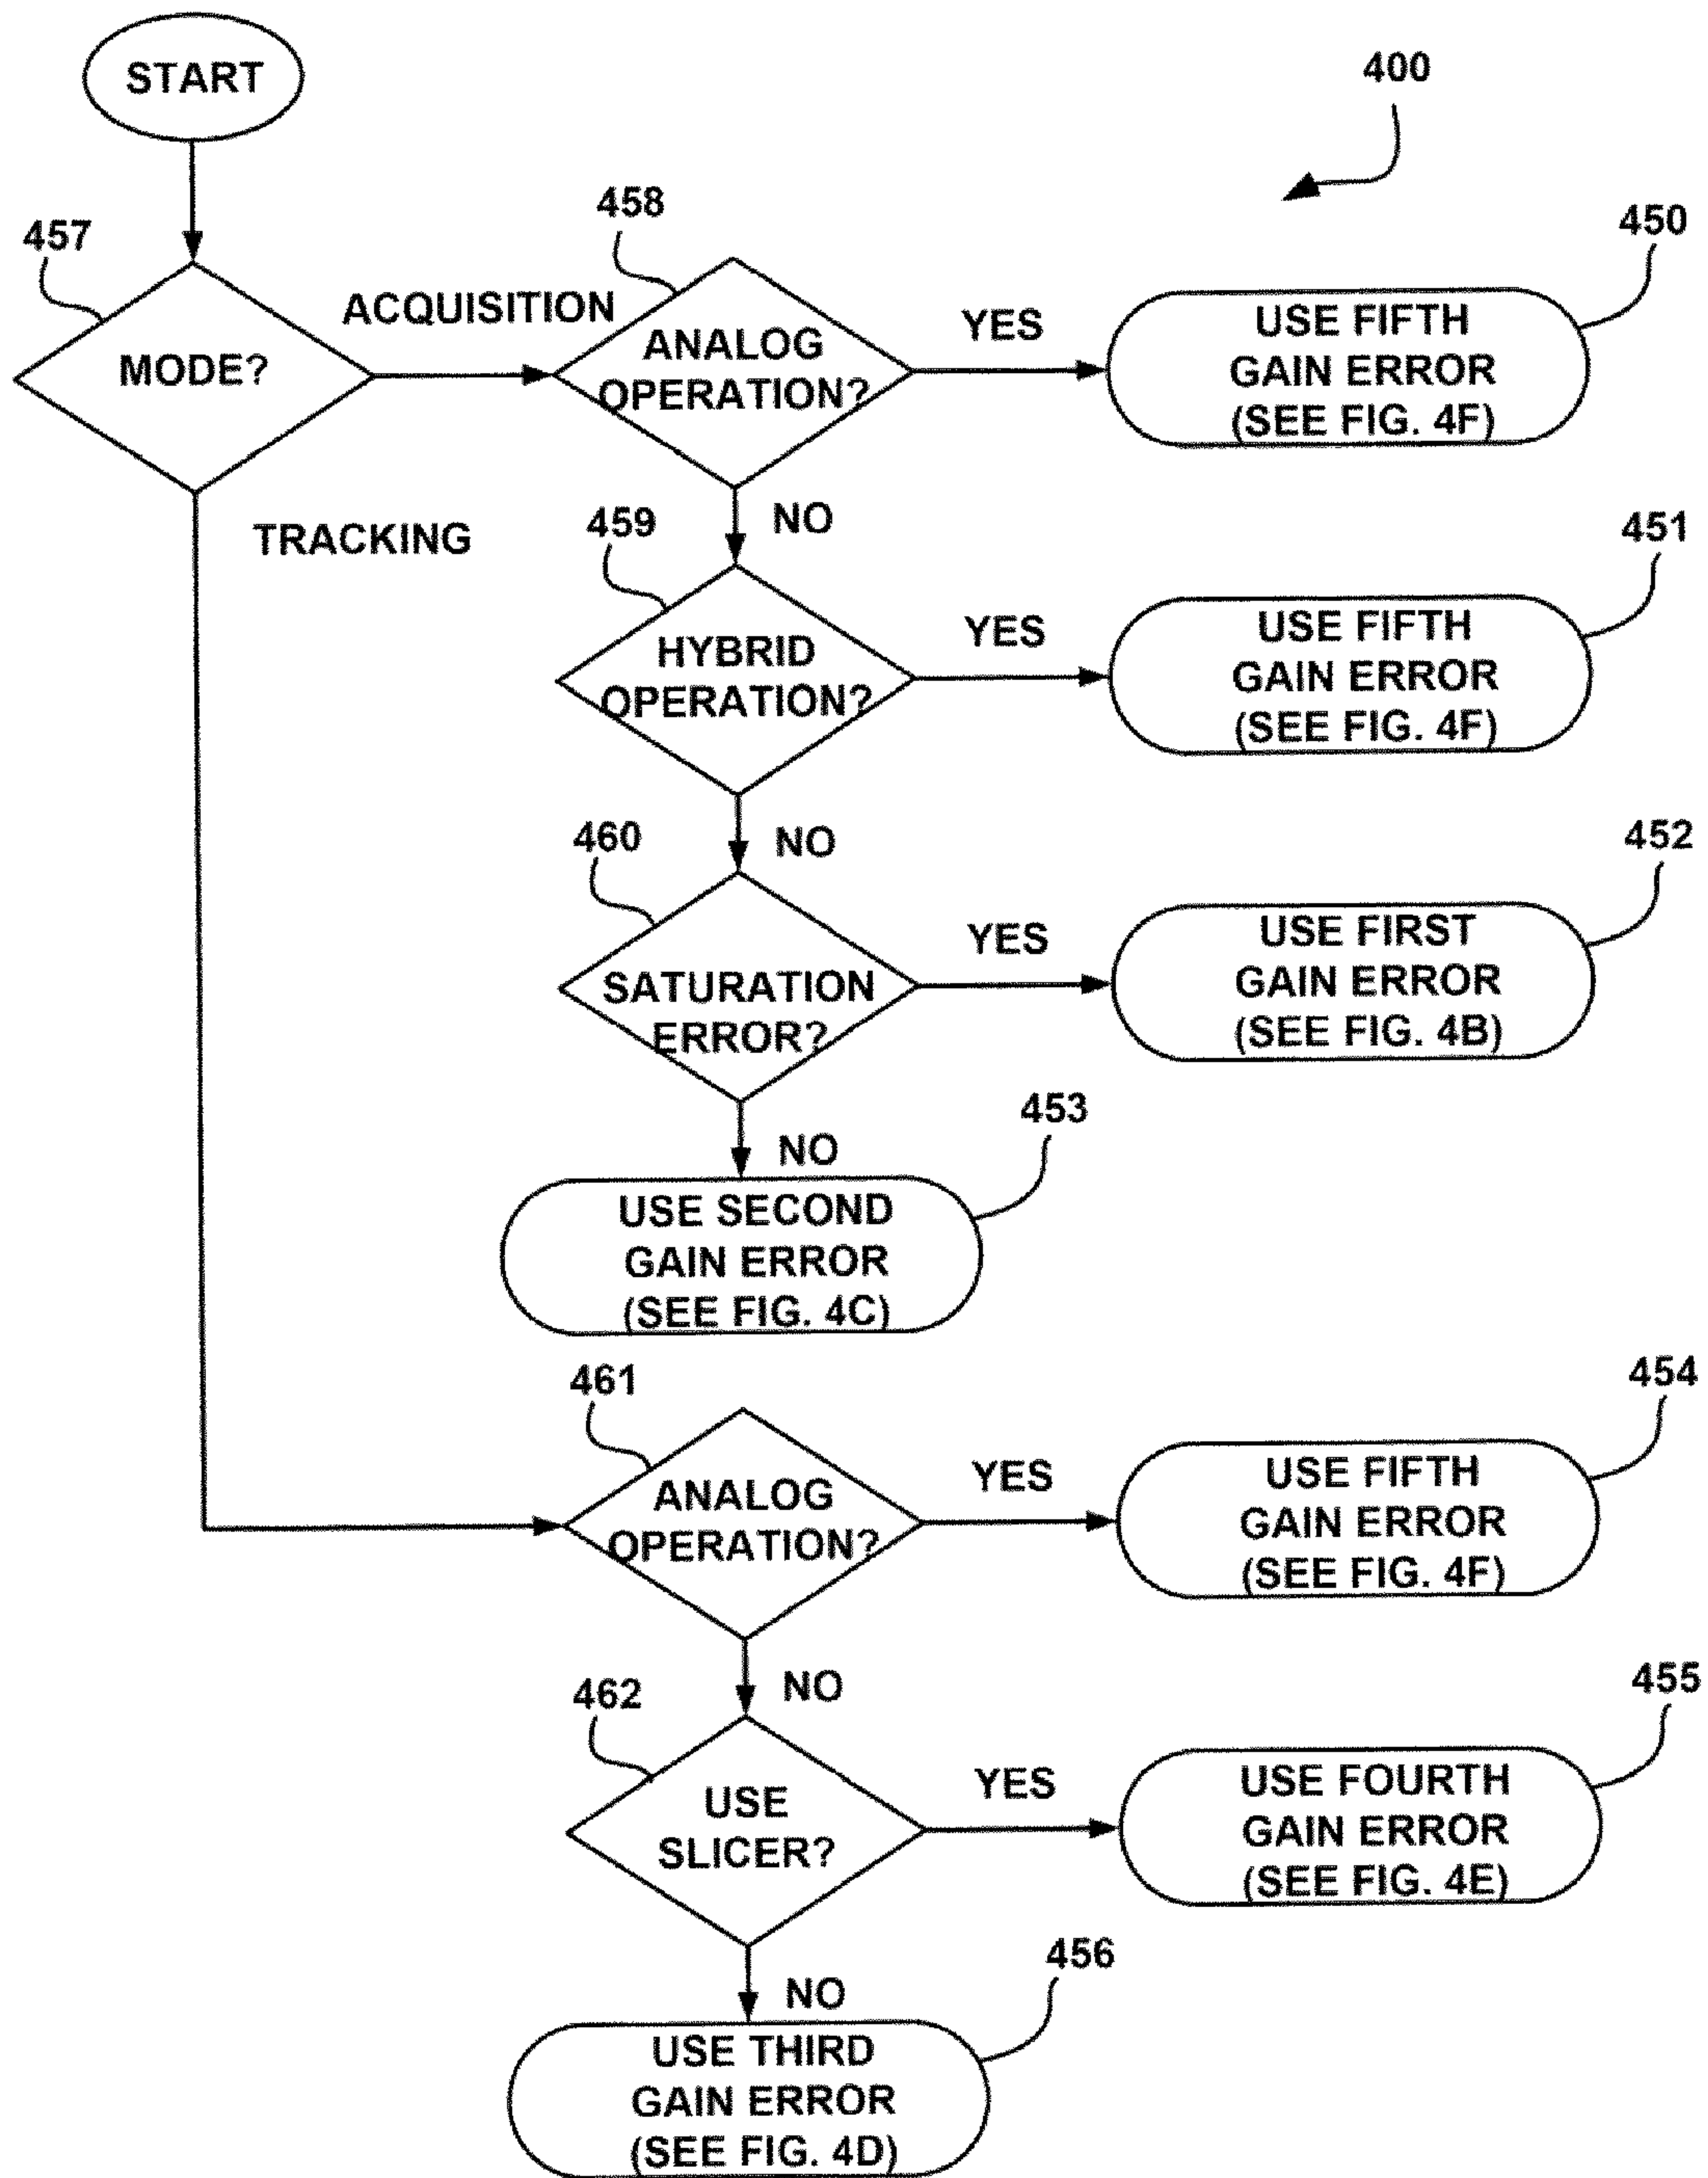 START
400
457
MODE?
ACQUISITION
TRACKING
458
ANALOG
OPERATION?
YES
NO
450
USE FIFTH
GAIN ERROR
(SEE FIG. 4F)
459
HYBRID
OPERATION?
YES
NO
451
USE FIFTH
GAIN ERROR
(SEE FIG. 4F)
460
SATURATION
ERROR?
YES
NO
452
USE FIRST
GAIN ERROR
(SEE FIG. 4B)
453
USE SECOND
GAIN ERROR
(SEE FIG. 4C)
461
ANALOG
OPERATION?
YES
NO
454
USE FIFTH
GAIN ERROR
(SEE FIG. 4F)
462
USE
SLICER?
YES
NO
455
USE FOURTH
GAIN ERROR
(SEE FIG. 4E)
456
USE THIRD
GAIN ERROR
(SEE FIG. 4D)